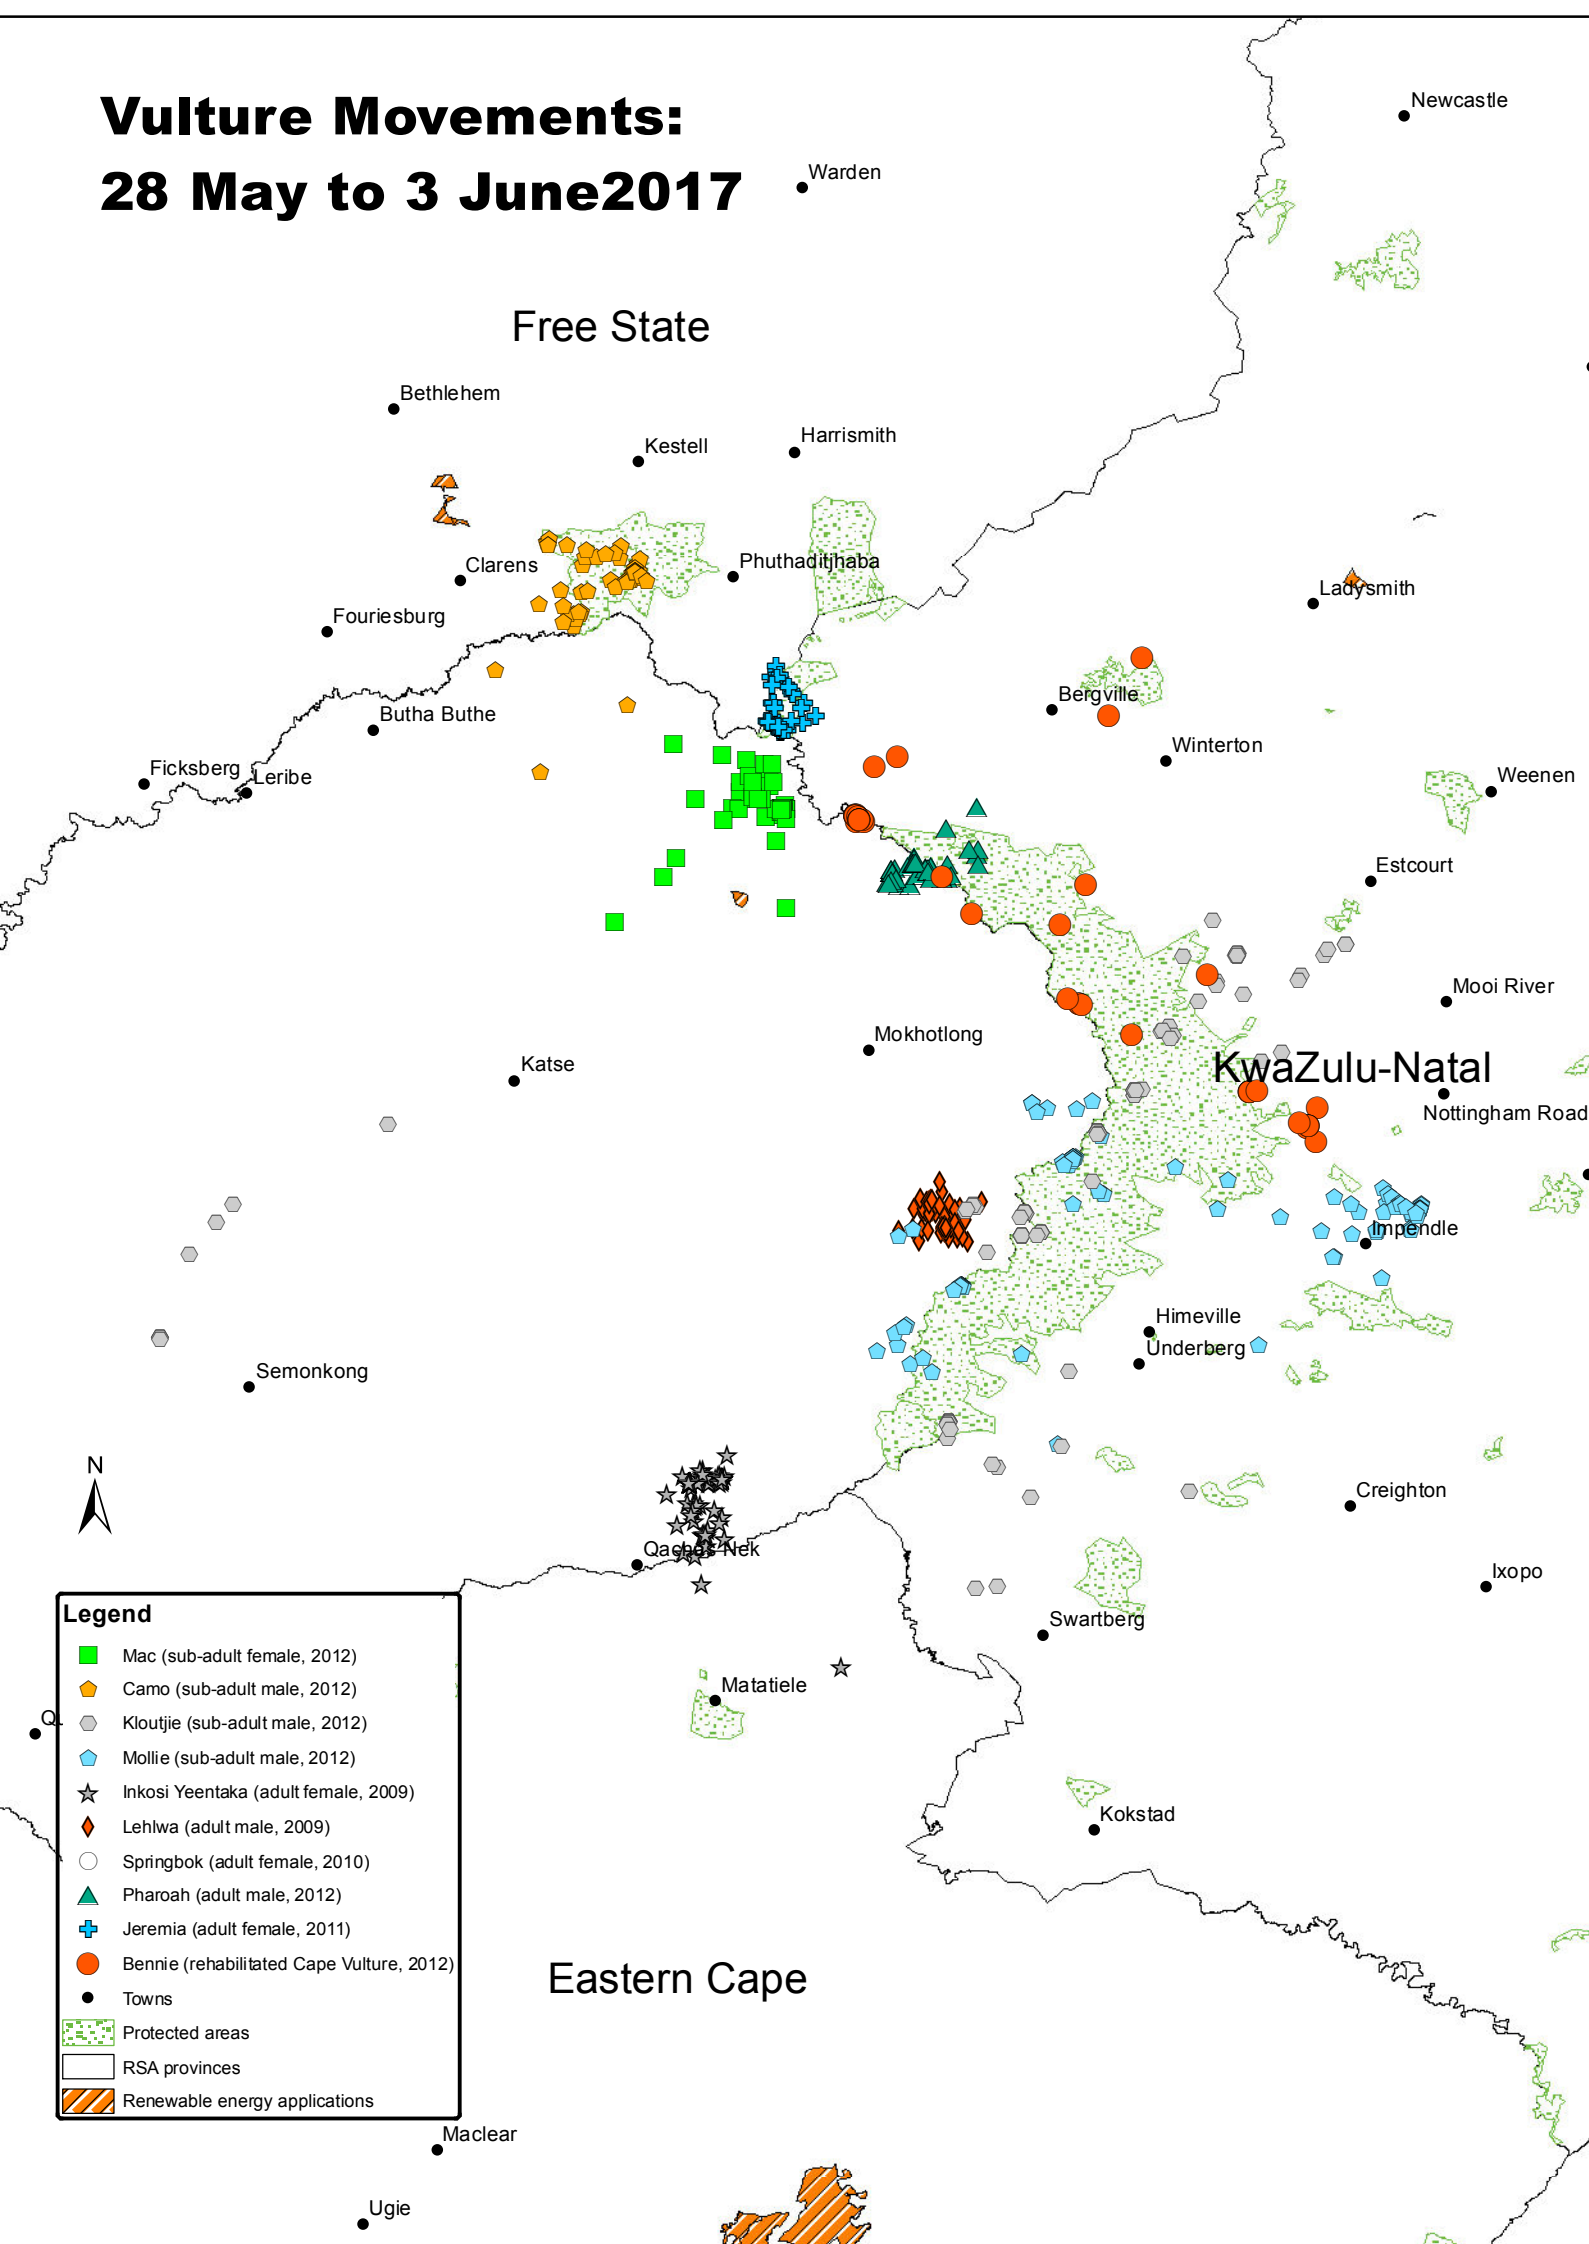 Vulture Movements:
28 May to 3 June2017
Newcastle
Warden
Free State
Bethlehem
Kestell
Harrismith
Clarens
Phuthaditjhaba
Ladysmith
Fouriesburg
Bergville
Butha Buthe
Winterton
Ficksberg
Leribe
Weenen
Estcourt
Mooi River
Mokhotlong
Katse
KwaZulu-Natal
Nottingham Road
Impendle
Himeville
Underberg
Semonkong
N
Creighton
Qachas Nek
Ixopo
Swartberg
Matatiele
Kokstad
Eastern Cape
Legend
Mac (sub-adult female, 2012)
Camo (sub-adult male, 2012)
Kloutjie (sub-adult male, 2012)
Mollie (sub-adult male, 2012)
Inkosi Yeentaka (adult female, 2009)
Lehlwa (adult male, 2009)
Springbok (adult female, 2010)
Pharoah (adult male, 2012)
Jeremia (adult female, 2011)
Bennie (rehabilitated Cape Vulture, 2012)
Towns
Protected areas
RSA provinces
Renewable energy applications
Maclear
Ugie